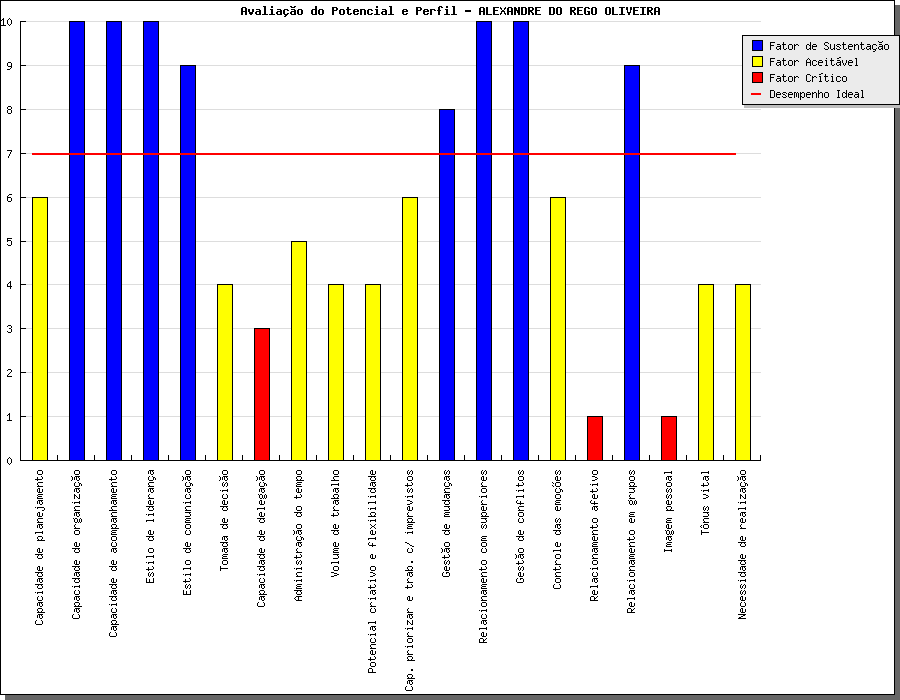 Avaliação do Potencial e Perfil - ALEXANDRE DO REGO OLIVEIRA
Fator de Sustentação
Fator Aceitável
Fator Crítico
Desempenho Ideal
10
9
8
7
6
5
4
3
2
1
0
Capacidade de planejamento
Capacidade de organização
Capacidade de acompanhamento
Estilo de liderança
Estilo de comunicação
Tomada de decisão
Capacidade de delegação
Administração do tempo
Volume de trabalho
Potencial criativo e flexibilidade
Cap. priorizar e trab. c/ imprevistos
Gestão de mudanças
Relacionamento com superiores
Gestão de conflitos
Controle das emoções
Relacionamento afetivo
Relacionamento em grupos
Imagem pessoal
Tônus vital
Necessidade de realização